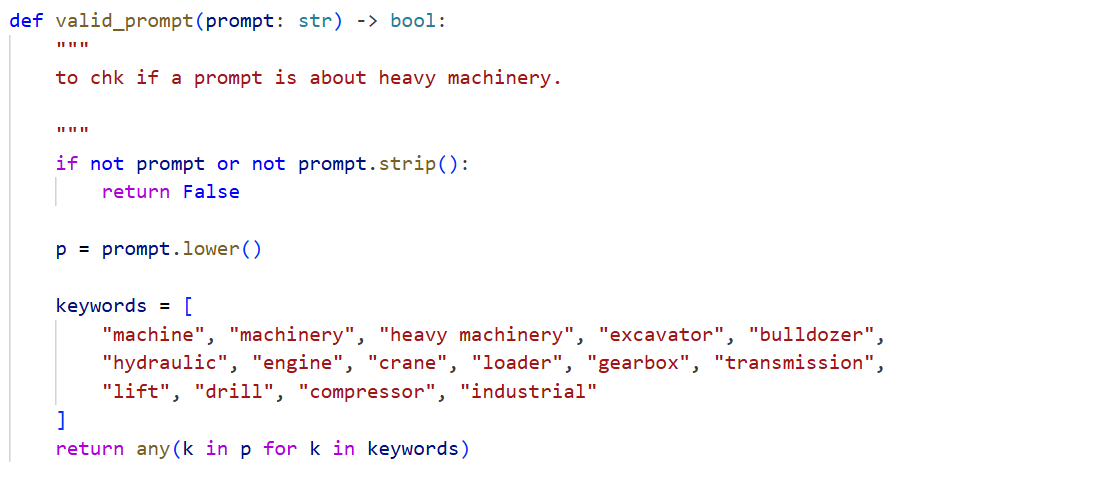 def valid_prompt(prompt: str) -> bool:
    """
    to chk if a prompt is about heavy machinery.

    """
    if not prompt or not prompt.strip():
        return False

    p = prompt.lower()

    keywords = [
        "machine", "machinery", "heavy machinery", "excavator", "bulldozer",
        "hydraulic", "engine", "crane", "loader", "gearbox", "transmission",
        "lift", "drill", "compressor", "industrial"
    ]
    return any(k in p for k in keywords)